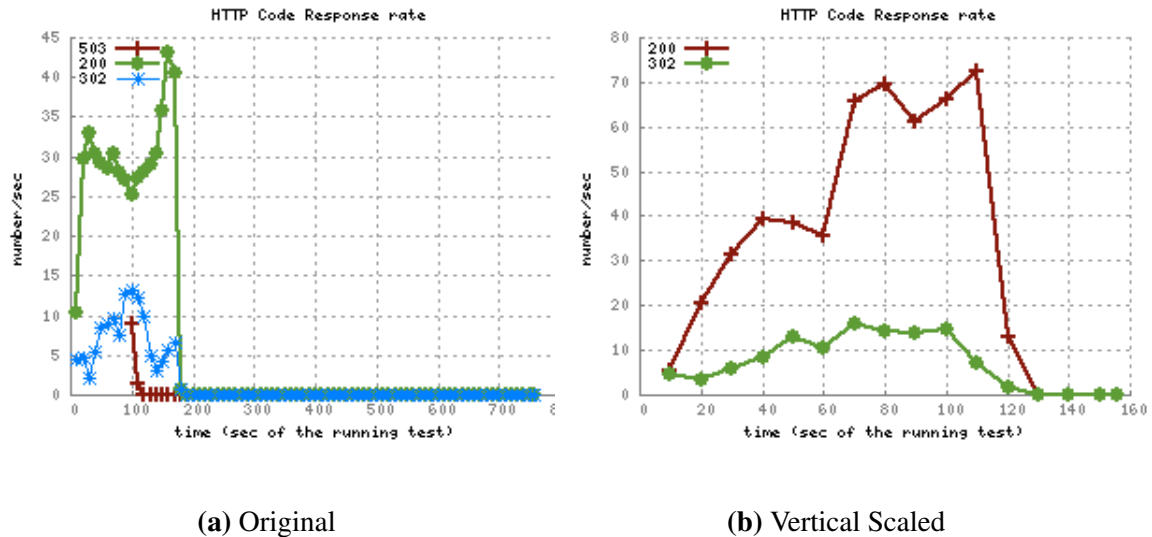 HTTP Code Response rate
45
40
35
30
25
20
15
10
5
0
503
200
302
number/sec
0 100 200 300 400 500 600 700 8
time (sec of the running test)
(a) Original
HTTP Code Response rate
80
70
60
50
40
30
20
10
0
200
302
number/sec
0 20 40 60 80 100 120 140 160
time (sec of the running test)
(b) Vertical Scaled